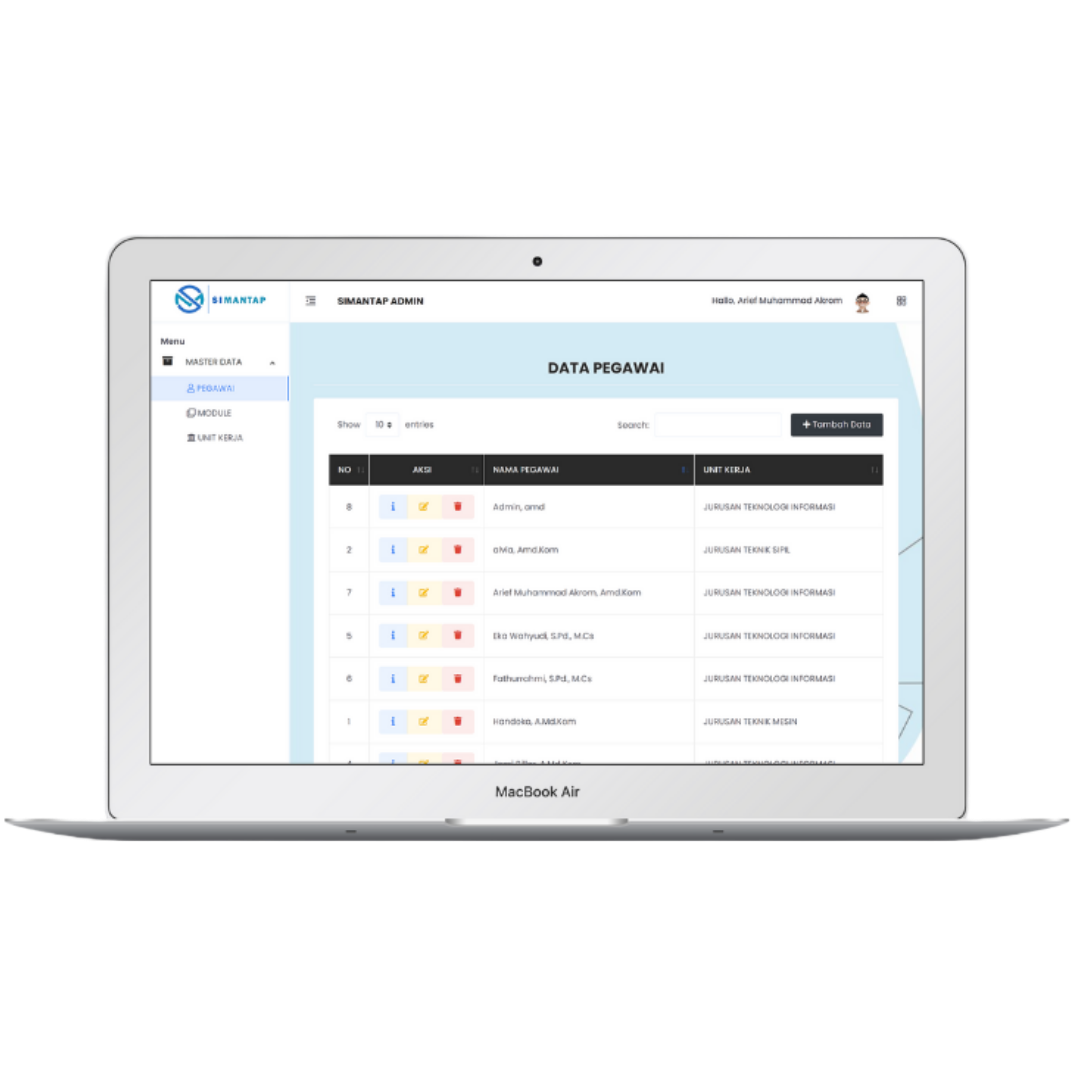 SIMANTAP
SIMANTAP ADMIN
Hallo, Arief Muhammad Akrom
Menu
MASTER DATA
PEGAWAI
MODULE
UNIT KERJA
DATA PEGAWAI
Show 10 entries
Search:
+ Tambah Data
NO AKSI NAMA PEGAWAI UNIT KERJA
8 i Admin, amd JURUSAN TEKNOLOGI INFORMASI
2 i alvia, Amd.Kom JURUSAN TEKNIK SIPIL
7 i Arief Muhammad Akrom, Amd.Kom JURUSAN TEKNOLOGI INFORMASI
5 i Eka Wahyudi, S.Pd., M.Cs JURUSAN TEKNOLOGI INFORMASI
6 i Fathurrahmi, S.Pd., M.Cs JURUSAN TEKNOLOGI INFORMASI
1 i Handoko, A.Md.Kom JURUSAN TEKNIK MESIN
MacBook Air